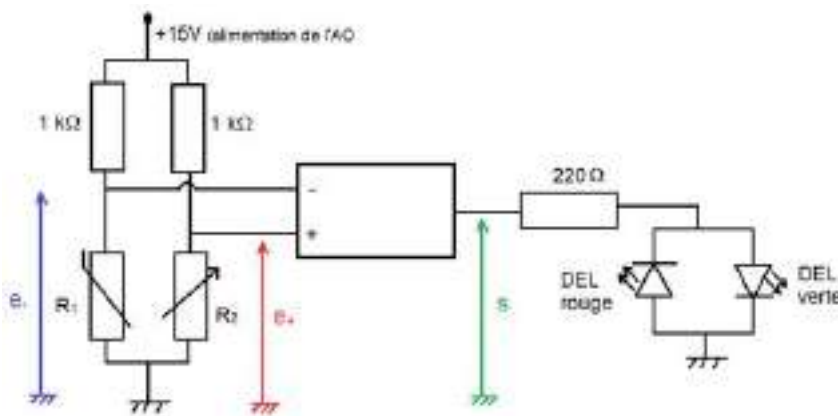 +15V (alimentation de l'AO
1 kΩ
1 kΩ
-
+
220 Ω
e-
R1
R2
e+
s
DEL
rouge
DEL
verte